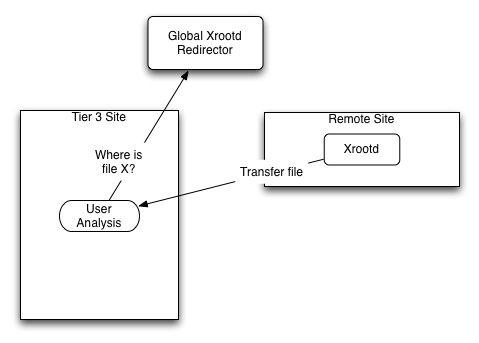 Global Xrootd
Redirector
Tier 3 Site
Remote Site
Where is
file X?
Xrootd
Transfer file
User
Analysis